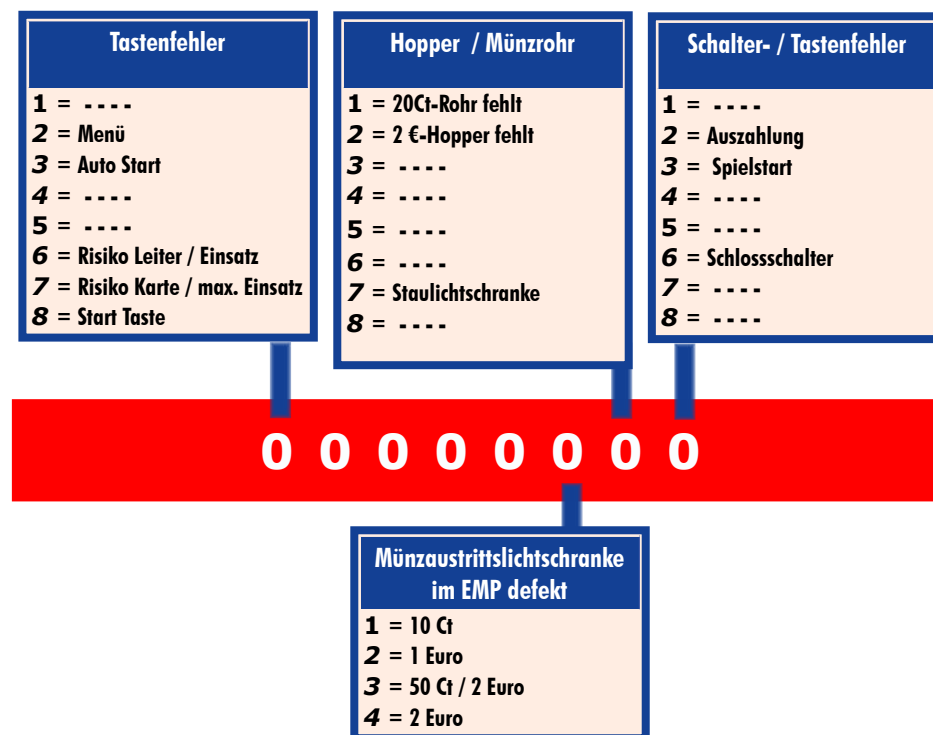 Tastenfehler
1 = - - - -
2 = Menü
3 = Auto Start
4 = - - - -
5 = - - - -
6 = Risiko Leiter / Einsatz
7 = Risiko Karte / max. Einsatz
8 = Start Taste
Hopper / Münzrohr
1 = 20Ct-Rohr fehlt
2 = 2 €-Hopper fehlt
3 = - - - -
4 = - - - -
5 = - - - -
6 = - - - -
7 = Staulichtschranke
8 = - - - -
Schalter- / Tastenfehler
1 = - - - -
2 = Auszahlung
3 = Spielstart
4 = - - - -
5 = - - - -
6 = Schlossschalter
7 = - - - -
8 = - - - -
0 0 0 0 0 0 0 0
Münzaustrittslichtschranke
im EMP defekt
1 = 10 Ct
2 = 1 Euro
3 = 50 Ct / 2 Euro
4 = 2 Euro